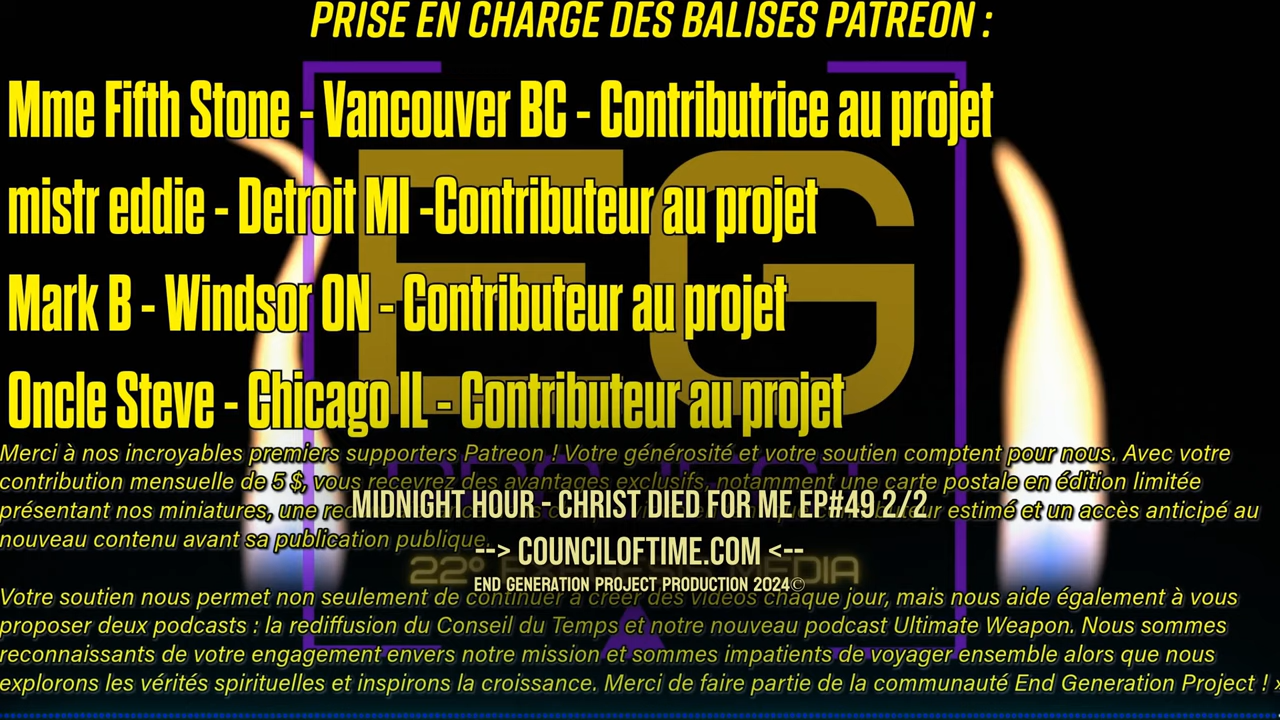 PRISE EN CHARGE DES BALISES PATREON :
Mme Fifth Stone - Vancouver BC - Contributrice au projet
mistr eddie - Detroit MI -Contributeur au projet
Mark B - Windsor ON - Contributeur au projet
Oncle Steve - Chicago IL - Contributeur au projet
EG
Merci à nos incroyables premiers supporters Patreon ! Votre générosité et votre soutien comptent pour nous. Avec votre
contribution mensuelle de 5 $, vous recevrez des avantages exclusifs, notamment une carte postale en édition limitée
présentant nos miniatures, une estimé et un accès anticipé au
nouveau contenu avant sa publication publique.
MIDNIGHT HOUR - CHRIST DIED FOR ME EP#49 2/2
--> COUNCILOFTIME.COM <--
22° MEDIA
END GENERATION PROJECT PRODUCTION 2024©
Votre soutien nous permet non seulement de continuer à créer des vidéos chaque jour, mais nous aide également à vous
proposer deux podcasts : la rediffusion du Conseil du Temps et notre nouveau podcast Ultimate Weapon. Nous sommes
reconnaissants de votre engagement envers notre mission et sommes impatients de voyager ensemble alors que nous
explorons les vérités spirituelles et inspirons la croissance. Merci de faire partie de la communauté End Generation Project !